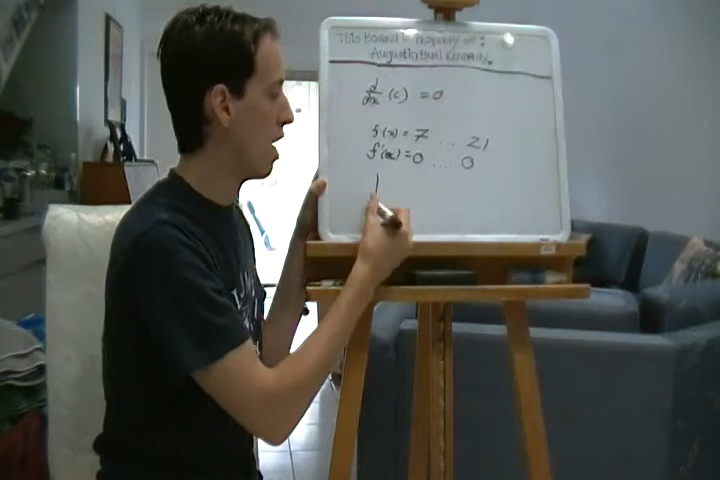 This Board is Property of:
d/dx (c) = 0
f(x) = 7 ... 21
f'(x) = 0 .... 0